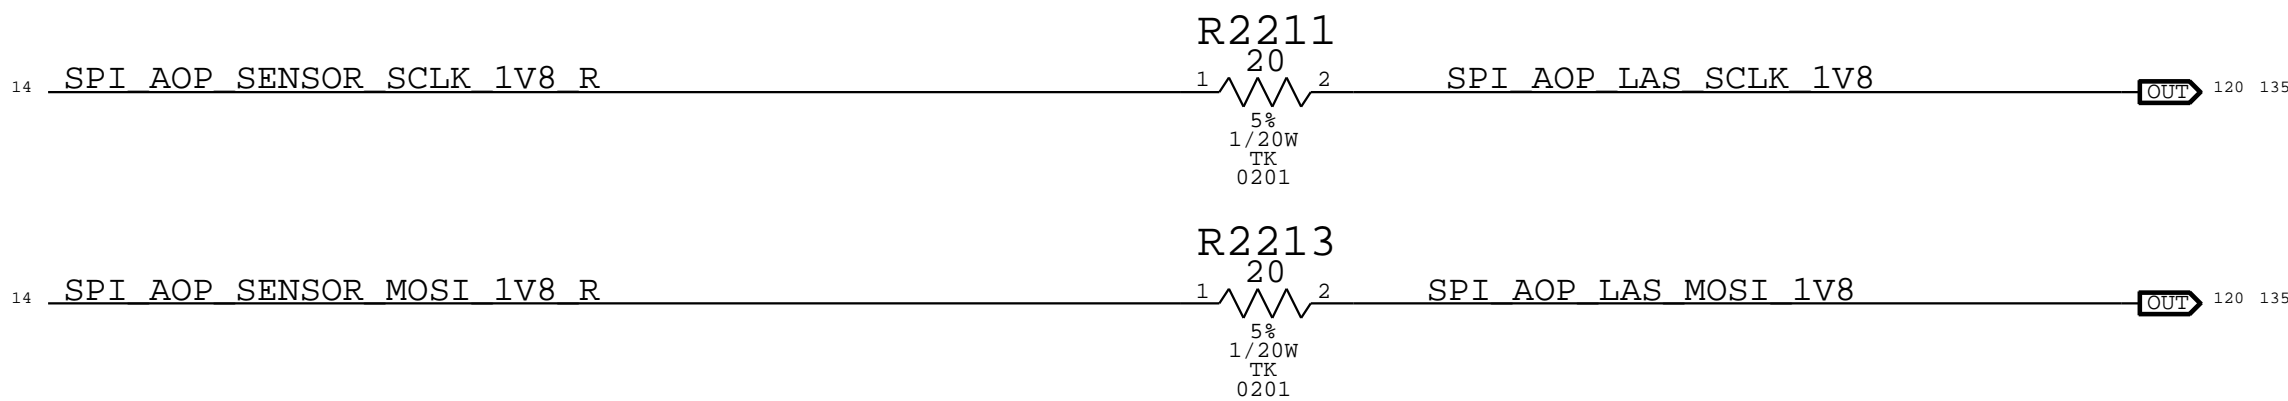 R2211
20
14 SPI_AOP_SENSOR_SCLK_1V8_R 1 2 SPI_AOP_LAS_SCLK_1V8 OUT 120 135
5%
1/20W
TK
0201
R2213
20
14 SPI_AOP_SENSOR_MOSI_1V8_R 1 2 SPI_AOP_LAS_MOSI_1V8 OUT 120 135
5%
1/20W
TK
0201